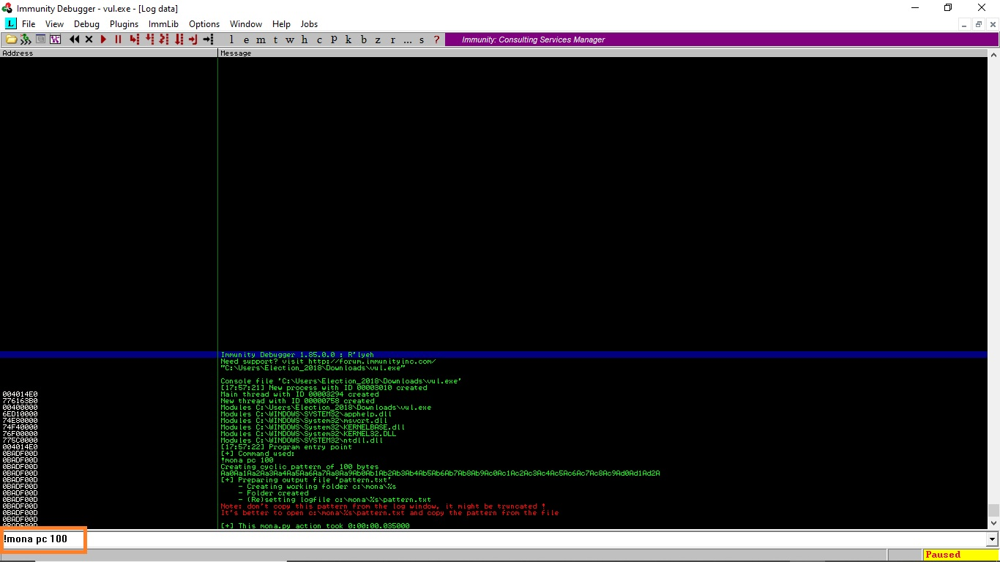 Immunity Debugger - vul.exe - [Log data]
L File View Debug Plugins ImmLib Options Window Help Jobs
l e m t w h c P k b z r ... s ? Immunity: Consulting Services Manager
Address Message
Immunity Debugger 1.85.0.0 : R'lyeh
Need support? visit http://forum.immunityinc.com/
"C:\Users\Election_2018\Downloads\vul.exe"
Console file 'C:\Users\Election_2018\Downloads\vul.exe'
[17:57:21] New process with ID 00003010 created
004014E0 Main thread with ID 00003294 created
776163B0 New thread with ID 00000758 created
00400000 Modules C:\Users\Election_2018\Downloads\vul.exe
6ED10000 Modules C:\WINDOWS\SYSTEM32\apphelp.dll
74E80000 Modules C:\WINDOWS\System32\msvcrt.dll
74F40000 Modules C:\WINDOWS\System32\KERNELBASE.dll
76F00000 Modules C:\WINDOWS\System32\KERNEL32.DLL
775C0000 Modules C:\WINDOWS\SYSTEM32\ntdll.dll
004014E0 [17:57:22] Program entry point
0BADF00D [+] Command used:
0BADF00D !mona pc 100
0BADF00D Creating cyclic pattern of 100 bytes
0BADF00D Aa0Aa1Aa2Aa3Aa4Aa5Aa6Aa7Aa8Aa9Ab0Ab1Ab2Ab3Ab4Ab5Ab6Ab7Ab8Ab9Ac0Ac1Ac2Ac3Ac4Ac5Ac6Ac7Ac8Ac9Ad0Ad1Ad2A
0BADF00D [+] Preparing output file 'pattern.txt'
0BADF00D - Creating working folder c:\mona\%s
0BADF00D - Folder created
0BADF00D - (Re)setting logfile c:\mona\%s\pattern.txt
0BADF00D Note: don't copy this pattern from the log window, it might be truncated !
0BADF00D It's better to open c:\mona\%s\pattern.txt and copy the pattern from the file
0BADF00D
0BADF00D [+] This mona.py action took 0:00:00.035000
!mona pc 100
Paused